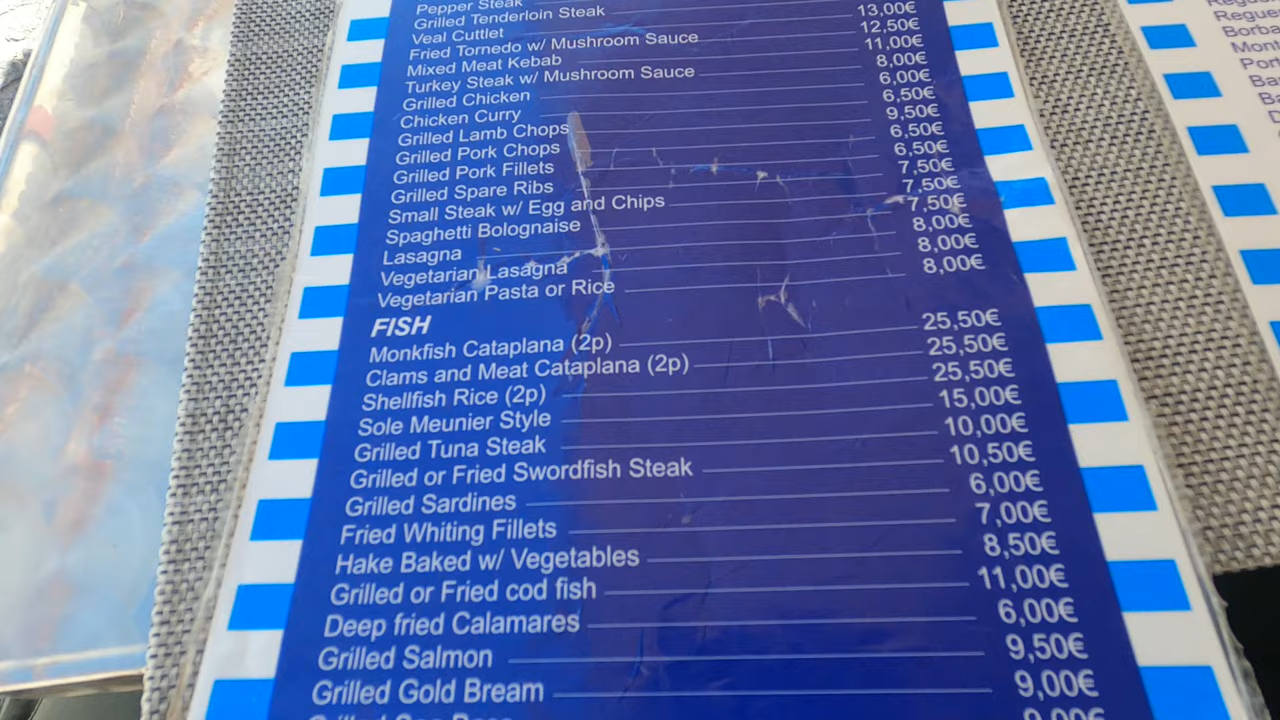 Pepper Steak
Grilled Tenderloin Steak
Veal Cuttlet 13,00€
Fried Tornedo w/ Mushroom Sauce 12,50€
Mixed Meat Kebab 11,00€
Turkey Steak w/ Mushroom Sauce 8,00€
Grilled Chicken 6,00€
Chicken Curry 6,50€
Grilled Lamb Chops 9,50€
Grilled Pork Chops 6,50€
Grilled Pork Fillets 6,50€
Grilled Spare Ribs 7,50€
Small Steak w/ Egg and Chips 7,50€
Spaghetti Bolognaise 7,50€
Lasagna 8,00€
Vegetarian Lasagna 8,00€
Vegetarian Pasta or Rice 8,00€
FISH
Monkfish Cataplana (2p) 25,50€
Clams and Meat Cataplana (2p) 25,50€
Shellfish Rice (2p) 25,50€
Sole Meunier Style 15,00€
Grilled Tuna Steak 10,00€
Grilled or Fried Swordfish Steak 10,50€
Grilled Sardines 6,00€
Fried Whiting Fillets 7,00€
Hake Baked w/ Vegetables 8,50€
Grilled or Fried cod fish 11,00€
Deep fried Calamares 6,00€
Grilled Salmon 9,50€
Grilled Gold Bream 9,00€